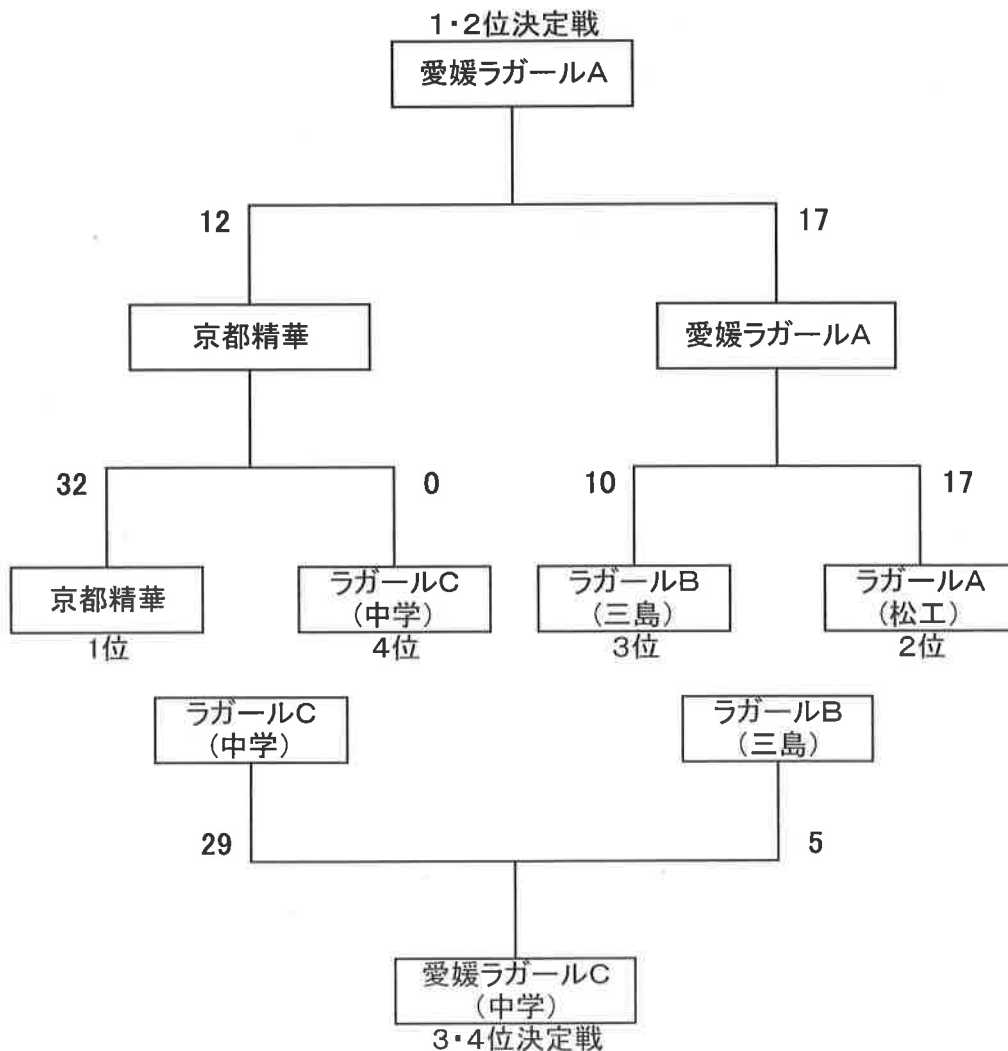 1・2位決定戦
愛媛ラガールA
12
17
京都精華
愛媛ラガールA
32
0
10
17
京都精華
ラガールC
(中学)
ラガールB
(三島)
ラガールA
(松工)
1位
4位
3位
2位
ラガールC
(中学)
ラガールB
(三島)
29
5
愛媛ラガールC
(中学)
3・4位決定戦